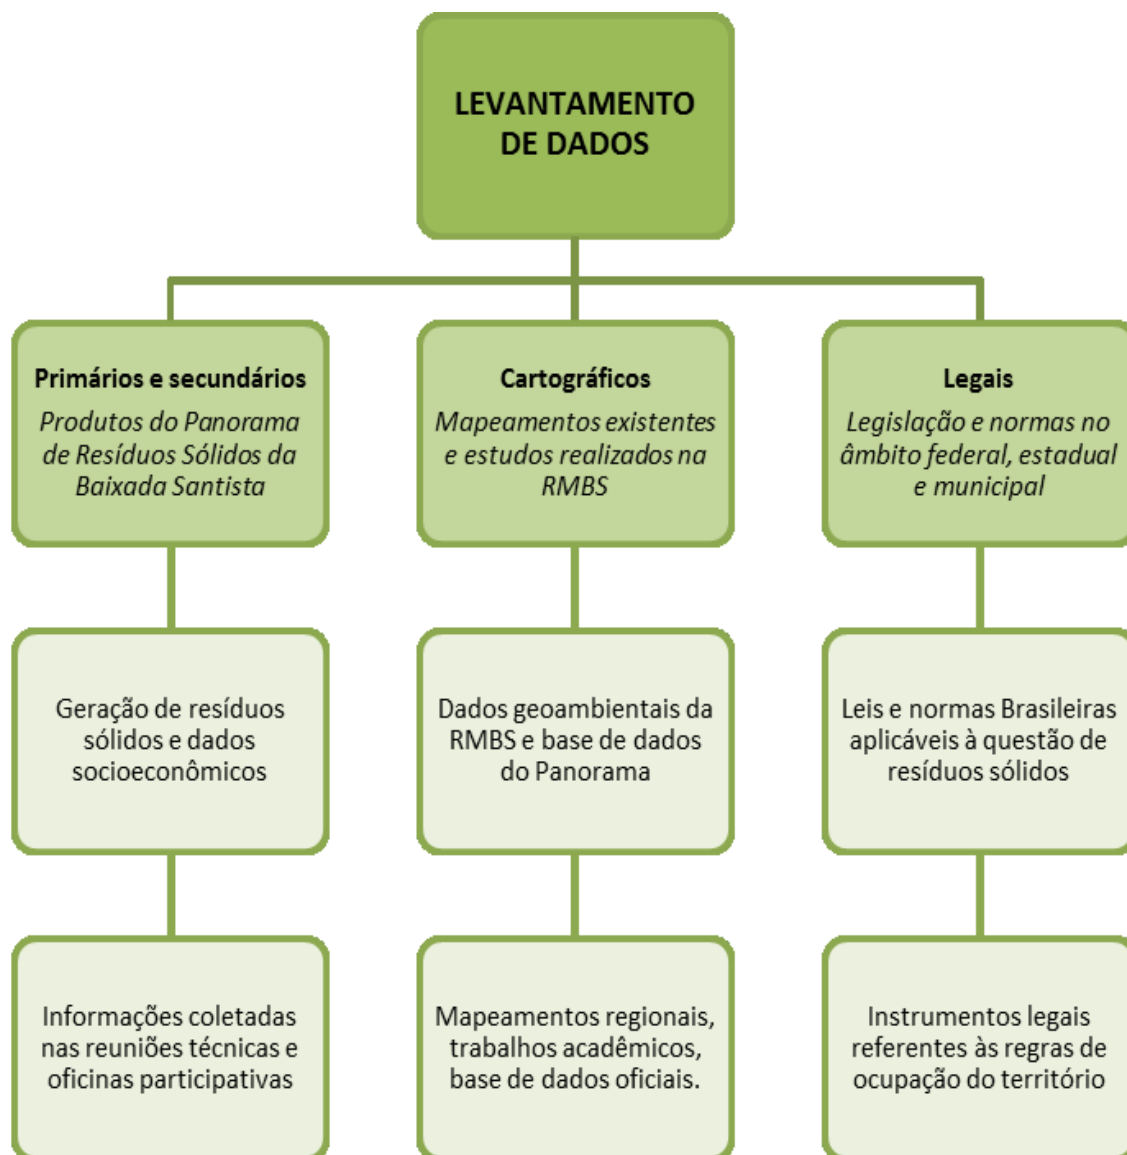 LEVANTAMENTO
DE DADOS
Primários e secundários
Produtos do Panorama
de Resíduos Sólidos da
Baixada Santista
Cartográficos
Mapeamentos existentes
e estudos realizados na
RMBS
Legais
Legislação e normas no
âmbito federal, estadual
e municipal
Geração de resíduos
sólidos e dados
socioeconômicos
Dados geoambientais da
RMBS e base de dados
do Panorama
Leis e normas Brasileiras
aplicáveis à questão de
resíduos sólidos
Informações coletadas
nas reuniões técnicas e
oficinas participativas
Mapeamentos regionais,
trabalhos acadêmicos,
base de dados oficiais.
Instrumentos legais
referentes às regras de
ocupação do território